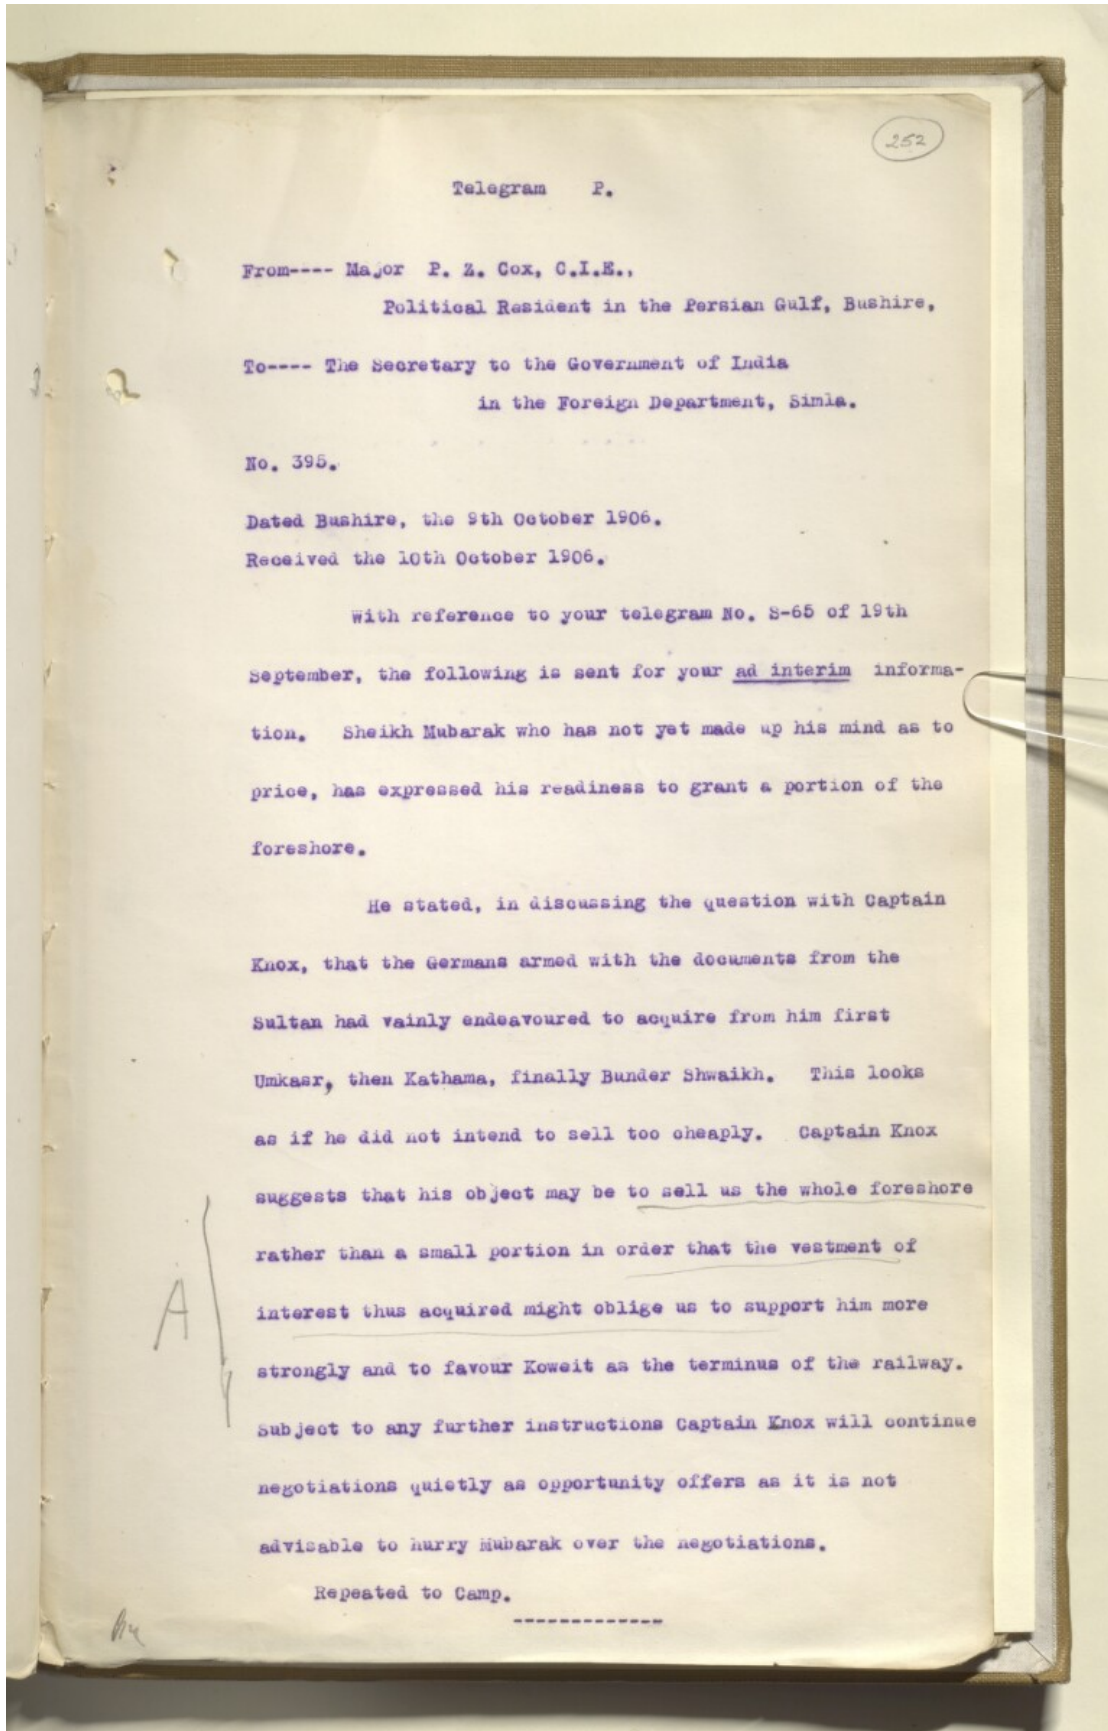 252
Telegram P.
From---- Major P. Z. Cox, C.I.E.,
Political Resident in the Persian Gulf, Bushire,
To---- The Secretary to the Government of India
in the Foreign Department, Simla.
No. 395.
Dated Bushire, the 9th October 1906.
Received the 10th October 1906.
With reference to your telegram No. S-65 of 19th
September, the following is sent for your ad interim informa-
tion. Sheikh Mubarak who has not yet made up his mind as to
price, has expressed his readiness to grant a portion of the
foreshore.
He stated, in discussing the question with Captain
Knox, that the Germans armed with the documents from the
Sultan had vainly endeavoured to acquire from him first
Umkasr, then Kathama, finally Bunder Shwaikh. This looks
as if he did not intend to sell too cheaply. Captain Knox
suggests that his object may be to sell us the whole foreshore
rather than a small portion in order that the vestment of
interest thus acquired might oblige us to support him more
strongly and to favour Koweit as the terminus of the railway.
Subject to any further instructions Captain Knox will continue
negotiations quietly as opportunity offers as it is not
advisable to hurry Mubarak over the negotiations.
Repeated to Camp.
-------------
A